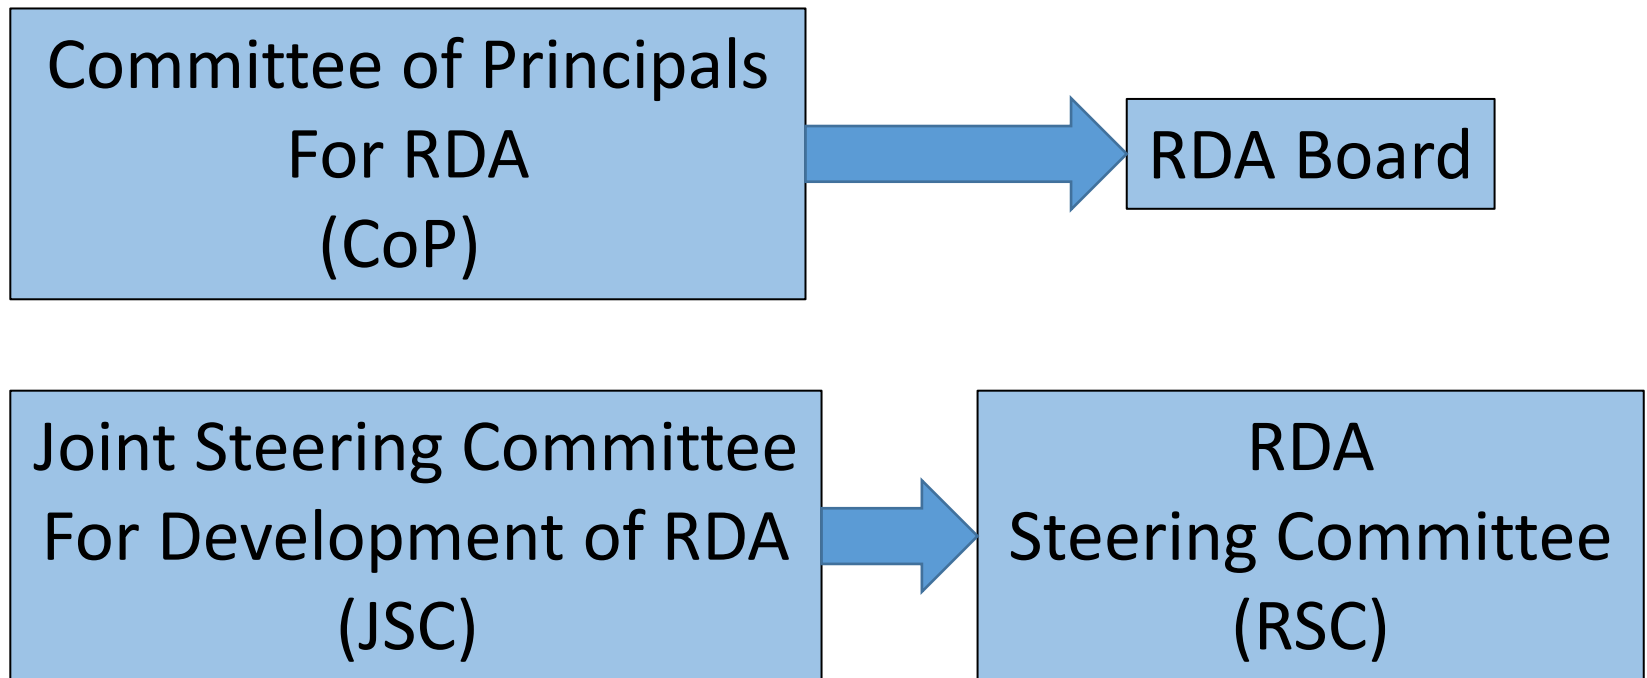 Committee of Principals
For RDA
(CoP)
RDA Board
Joint Steering Committee
For Development of RDA
(JSC)
RDA
Steering Committee
(RSC)